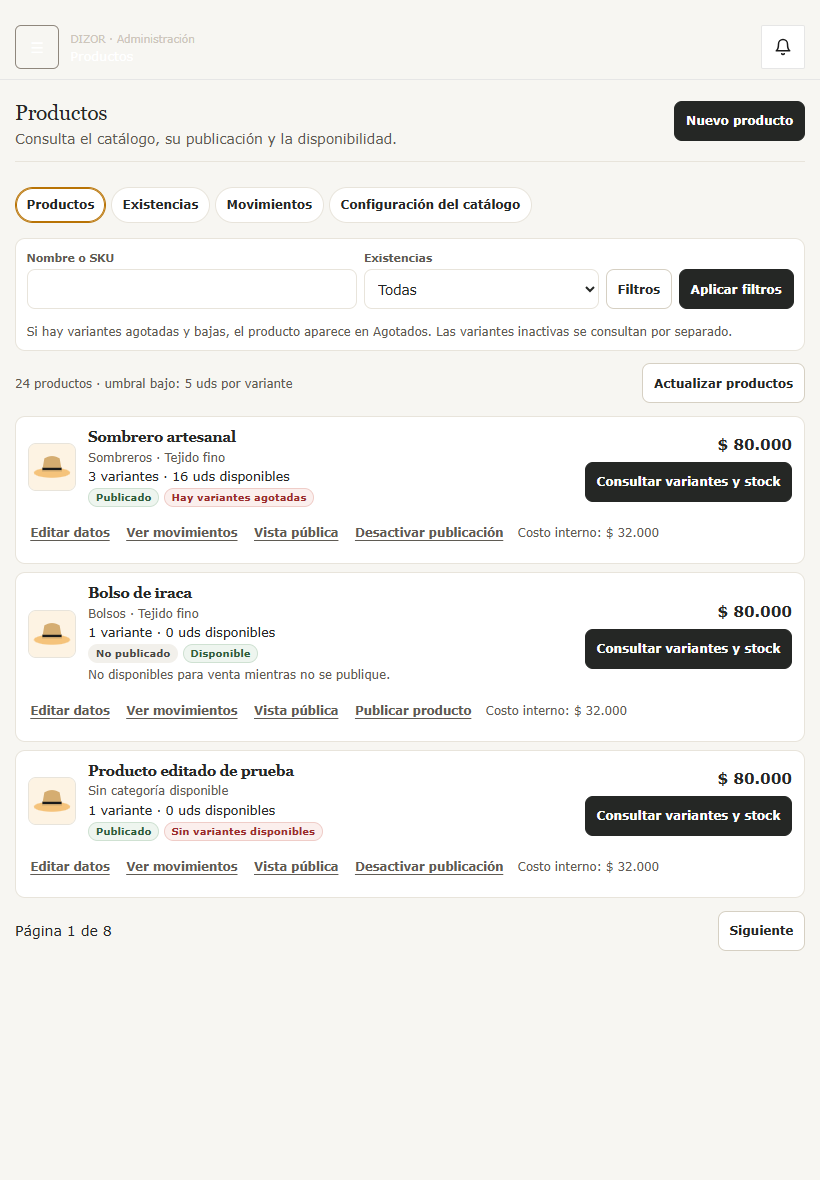 DIZOR · Administración
Productos
Productos
Consulta el catálogo, su publicación y la disponibilidad.
Nuevo producto
Productos
Existencias
Movimientos
Configuración del catálogo
Nombre o SKU
Existencias
Todas
Filtros
Aplicar filtros
Si hay variantes agotadas y bajas, el producto aparece en Agotados. Las variantes inactivas se consultan por separado.
24 productos · umbral bajo: 5 uds por variante
Actualizar productos
Sombrero artesanal
Sombreros · Tejido fino
3 variantes · 16 uds disponibles
Publicado
Hay variantes agotadas
$ 80.000
Consultar variantes y stock
Editar datos
Ver movimientos
Vista pública
Desactivar publicación
Costo interno: $ 32.000
Bolso de iraca
Bolsos · Tejido fino
1 variante · 0 uds disponibles
No publicado
Disponible
No disponibles para venta mientras no se publique.
$ 80.000
Consultar variantes y stock
Editar datos
Ver movimientos
Vista pública
Publicar producto
Costo interno: $ 32.000
Producto editado de prueba
Sin categoría disponible
1 variante · 0 uds disponibles
Publicado
Sin variantes disponibles
$ 80.000
Consultar variantes y stock
Editar datos
Ver movimientos
Vista pública
Desactivar publicación
Costo interno: $ 32.000
Página 1 de 8
Siguiente